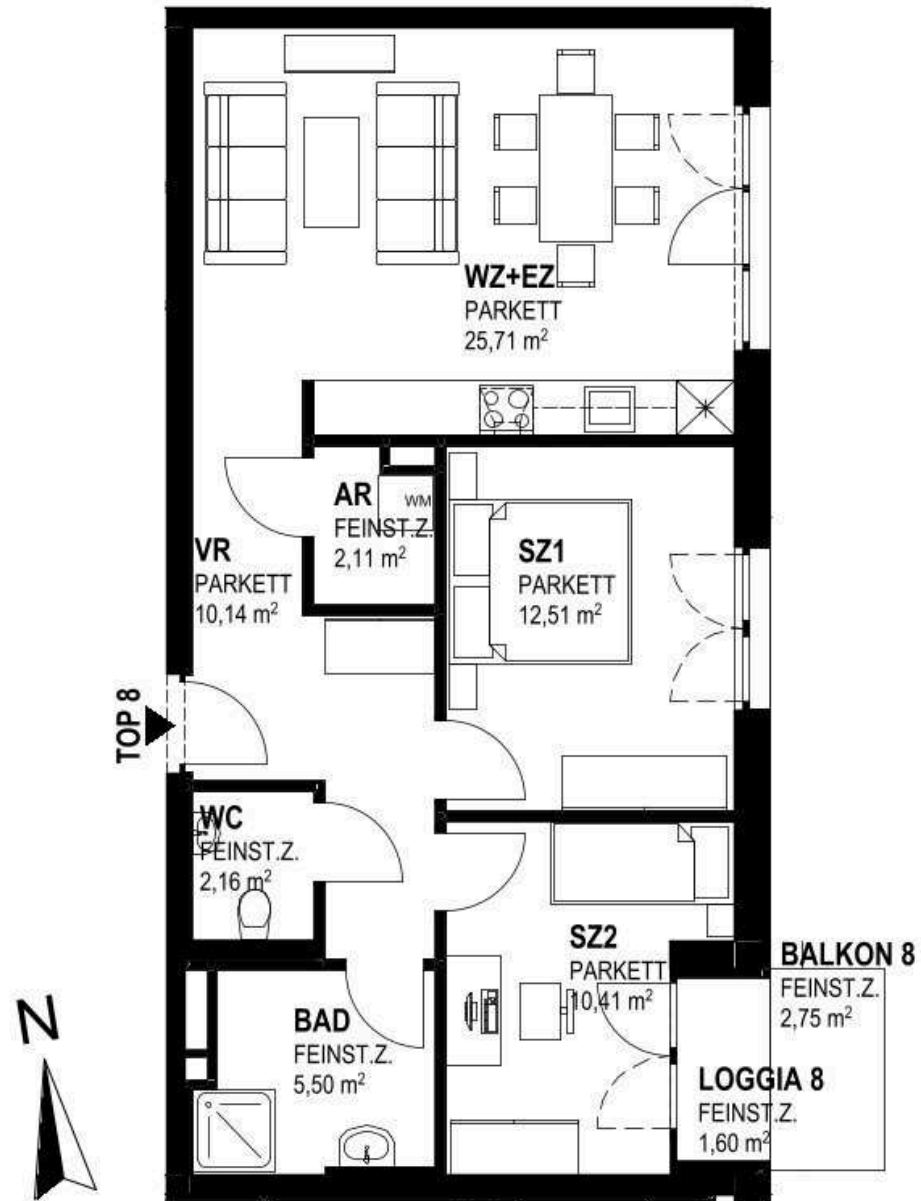 WZ+EZ
PARKETT
25,71 m²
AR
WM
FEINST.Z.
2,11 m²
VR
PARKETT
10,14 m²
SZ1
PARKETT
12,51 m²
TOP 8
WC
FEINST.Z.
2,16 m²
SZ2
PARKETT
10,41 m²
BALKON 8
FEINST.Z.
2,75 m²
BAD
FEINST.Z.
5,50 m²
LOGGIA 8
FEINST.Z.
1,60 m²
N